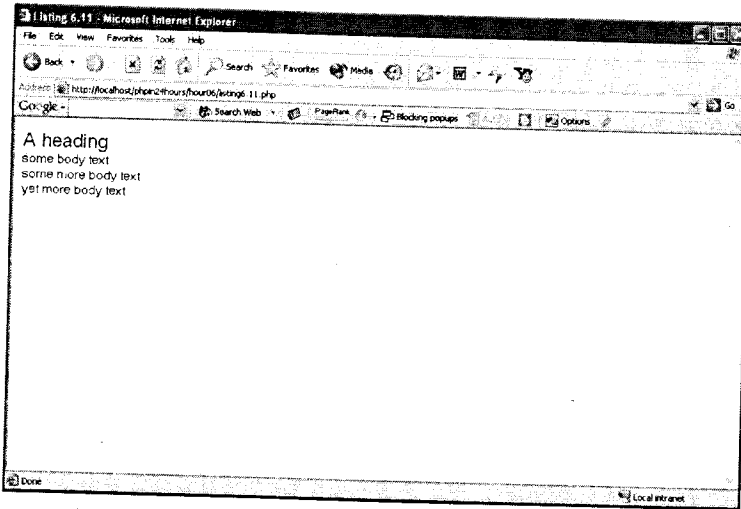 Listing 6.11 - Microsoft Internet Explorer
File Edit View Favorites Tools Help
Back Search Favorites Media
Address http://localhost/phpin24hours/hour06/listing6.11.php Go
Google Search Web PageRank Blocking popups Options
A heading
some body text
some more body text
yet more body text
Done Local intranet